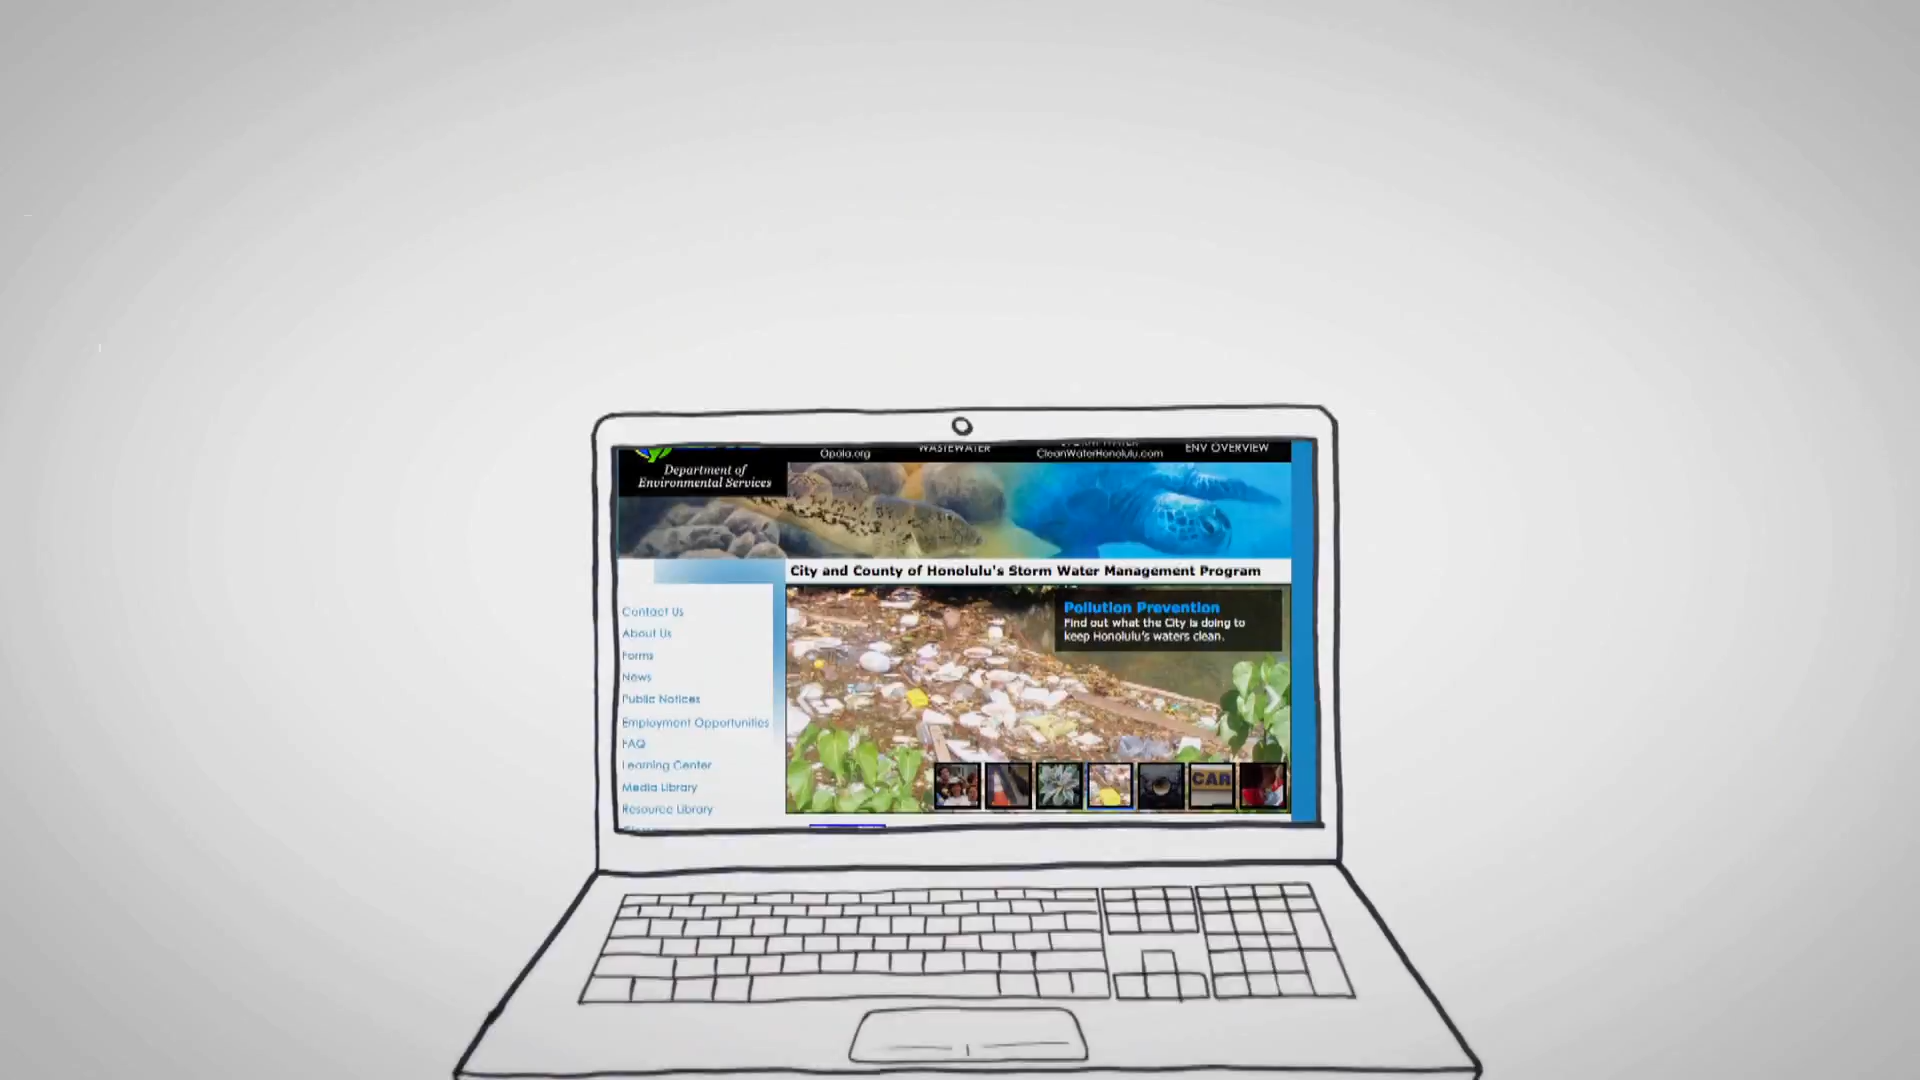 Opala.org
WASTEWATER
CleanWaterHonolulu.com
ENV OVERVIEW
Department of
Environmental Services
City and County of Honolulu's Storm Water Management Program
Pollution Prevention
Find out what the City is doing to
keep Honolulu's waters clean.
Contact Us
About Us
Forms
News
Public Notices
Employment Opportunities
FAQ
Learning Center
Media Library
Resource Library
CAR